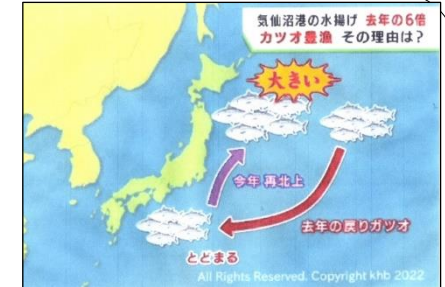 気仙沼港の水揚げ 去年の6倍
カツオ豊漁 その理由は?
大きい
今年 再北上
去年の戻りガツオ
とどまる
All Rights Reserved. Copyright khb 2022